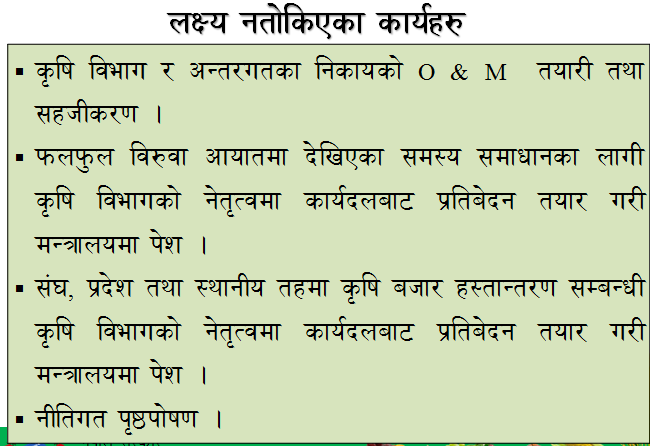 लक्ष्य नतोकिएका कार्यहरु
▪ कृषि विभाग र अन्तरगतका निकायको O & M तयारी तथा
सहजीकरण ।
▪ फलफुल विरुवा आयातमा देखिएका समस्य समाधानका लागी
कृषि विभागको नेतृत्वमा कार्यदलबाट प्रतिबेदन तयार गरी
मन्त्रालयमा पेश ।
▪ संघ, प्रदेश तथा स्थानीय तहमा कृषि बजार हस्तान्तरण सम्बन्धी
कृषि विभागको नेतृत्वमा कार्यदलबाट प्रतिबेदन तयार गरी
मन्त्रालयमा पेश ।
▪ नीतिगत पृष्ठपोषण ।